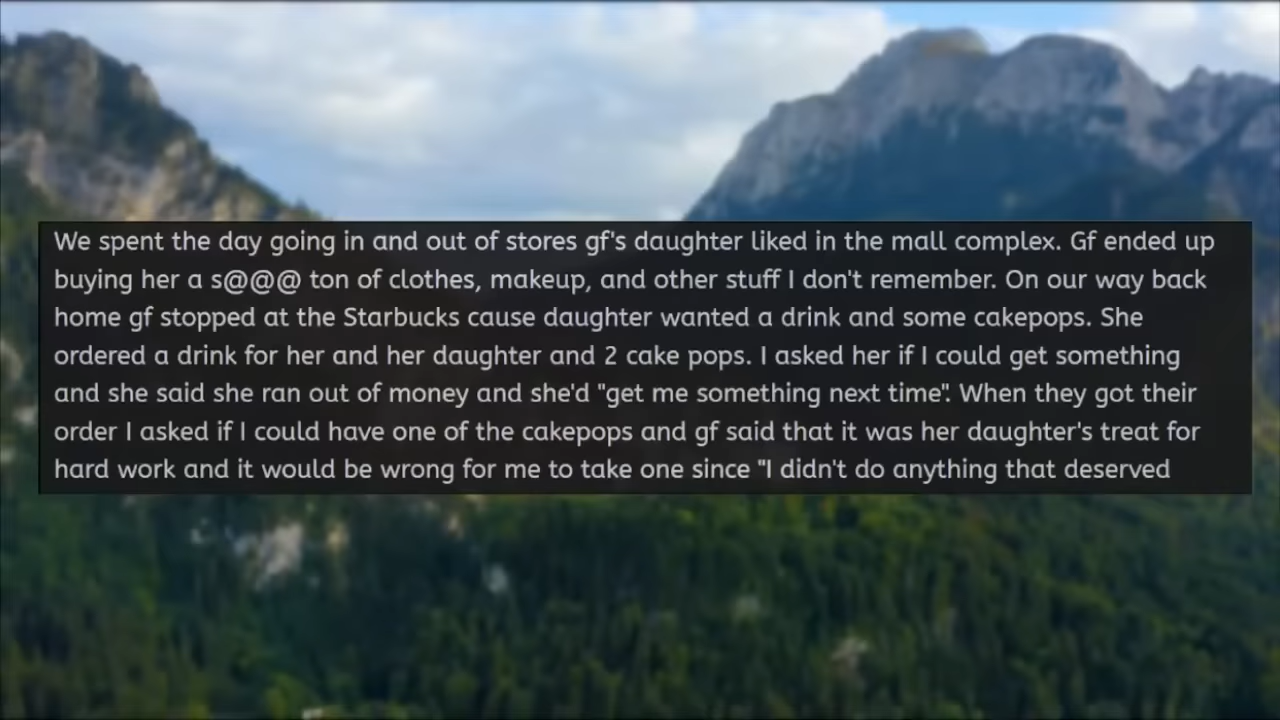 We spent the day going in and out of stores gf's daughter liked in the mall complex. Gf ended up
buying her a s@@@ ton of clothes, makeup, and other stuff I don't remember. On our way back
home gf stopped at the Starbucks cause daughter wanted a drink and some cakepops. She
ordered a drink for her and her daughter and 2 cake pops. I asked her if I could get something
and she said she ran out of money and she'd "get me something next time". When they got their
order I asked if I could have one of the cakepops and gf said that it was her daughter's treat for
hard work and it would be wrong for me to take one since "I didn't do anything that deserved